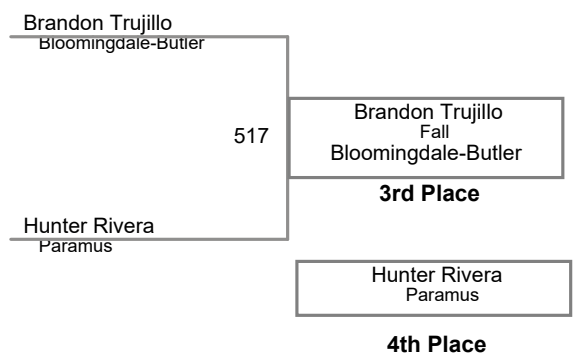 Brandon Trujillo
Bloomingdale-Butler
517
Brandon Trujillo
Fall
Bloomingdale-Butler
3rd Place
Hunter Rivera
Paramus
Hunter Rivera
Paramus
4th Place